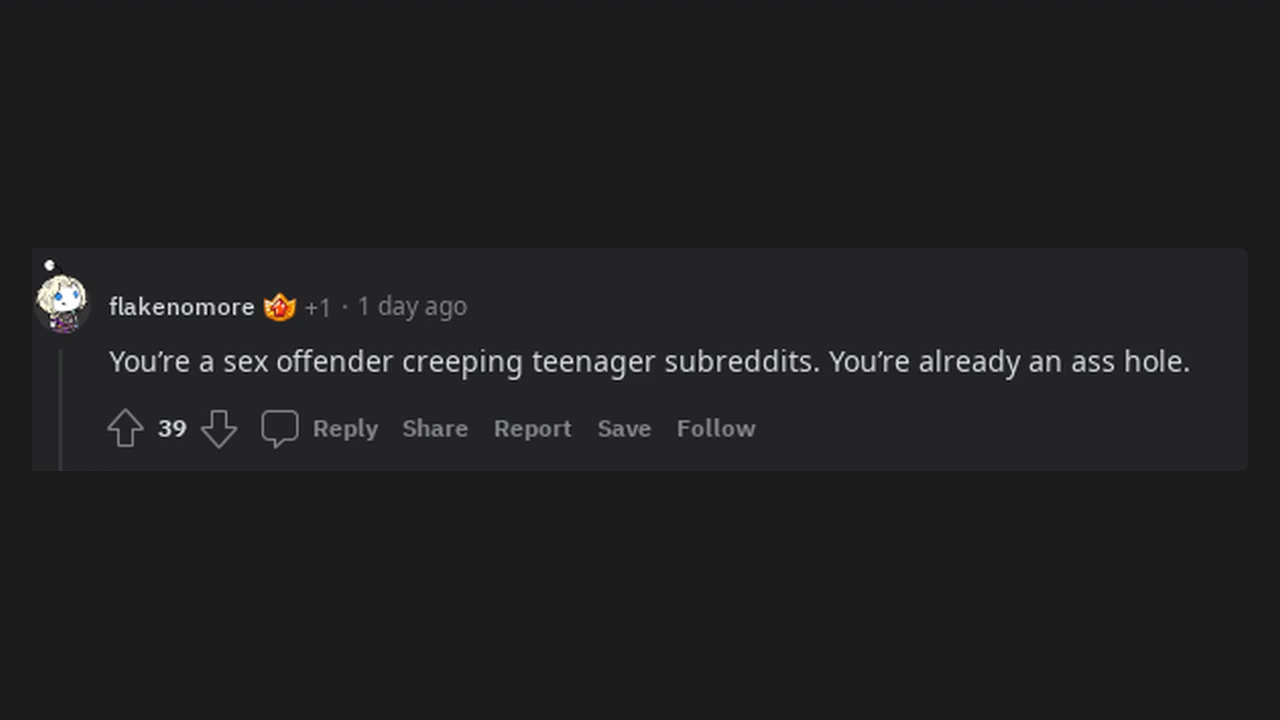 flakenomore +1 · 1 day ago
You’re a sex offender creeping teenager subreddits. You’re already an ass hole.
39 Reply Share Report Save Follow